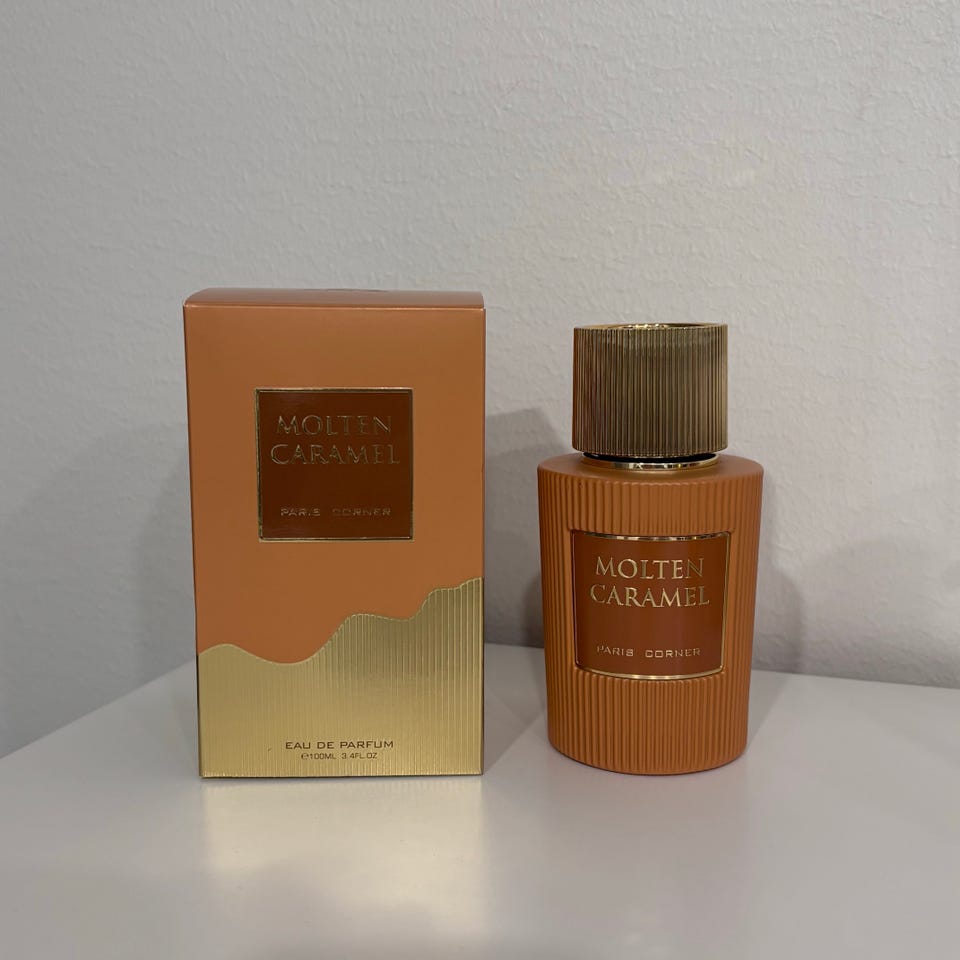 MOLTEN
CARAMEL
PARIS CORNER
EAU DE PARFUM
℮100ML 3.4FL.OZ
MOLTEN
CARAMEL
PARIS CORNER